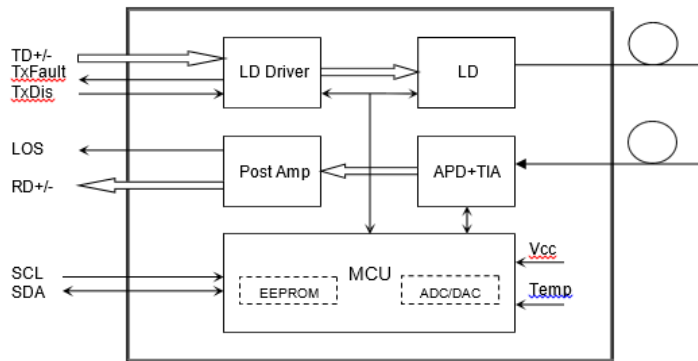 TD+/-
TxFault
TxDis
LD Driver
LD
LOS
RD+/-
Post Amp
APD+TIA
SCL
SDA
MCU
EEPROM
ADC/DAC
Vcc
Temp